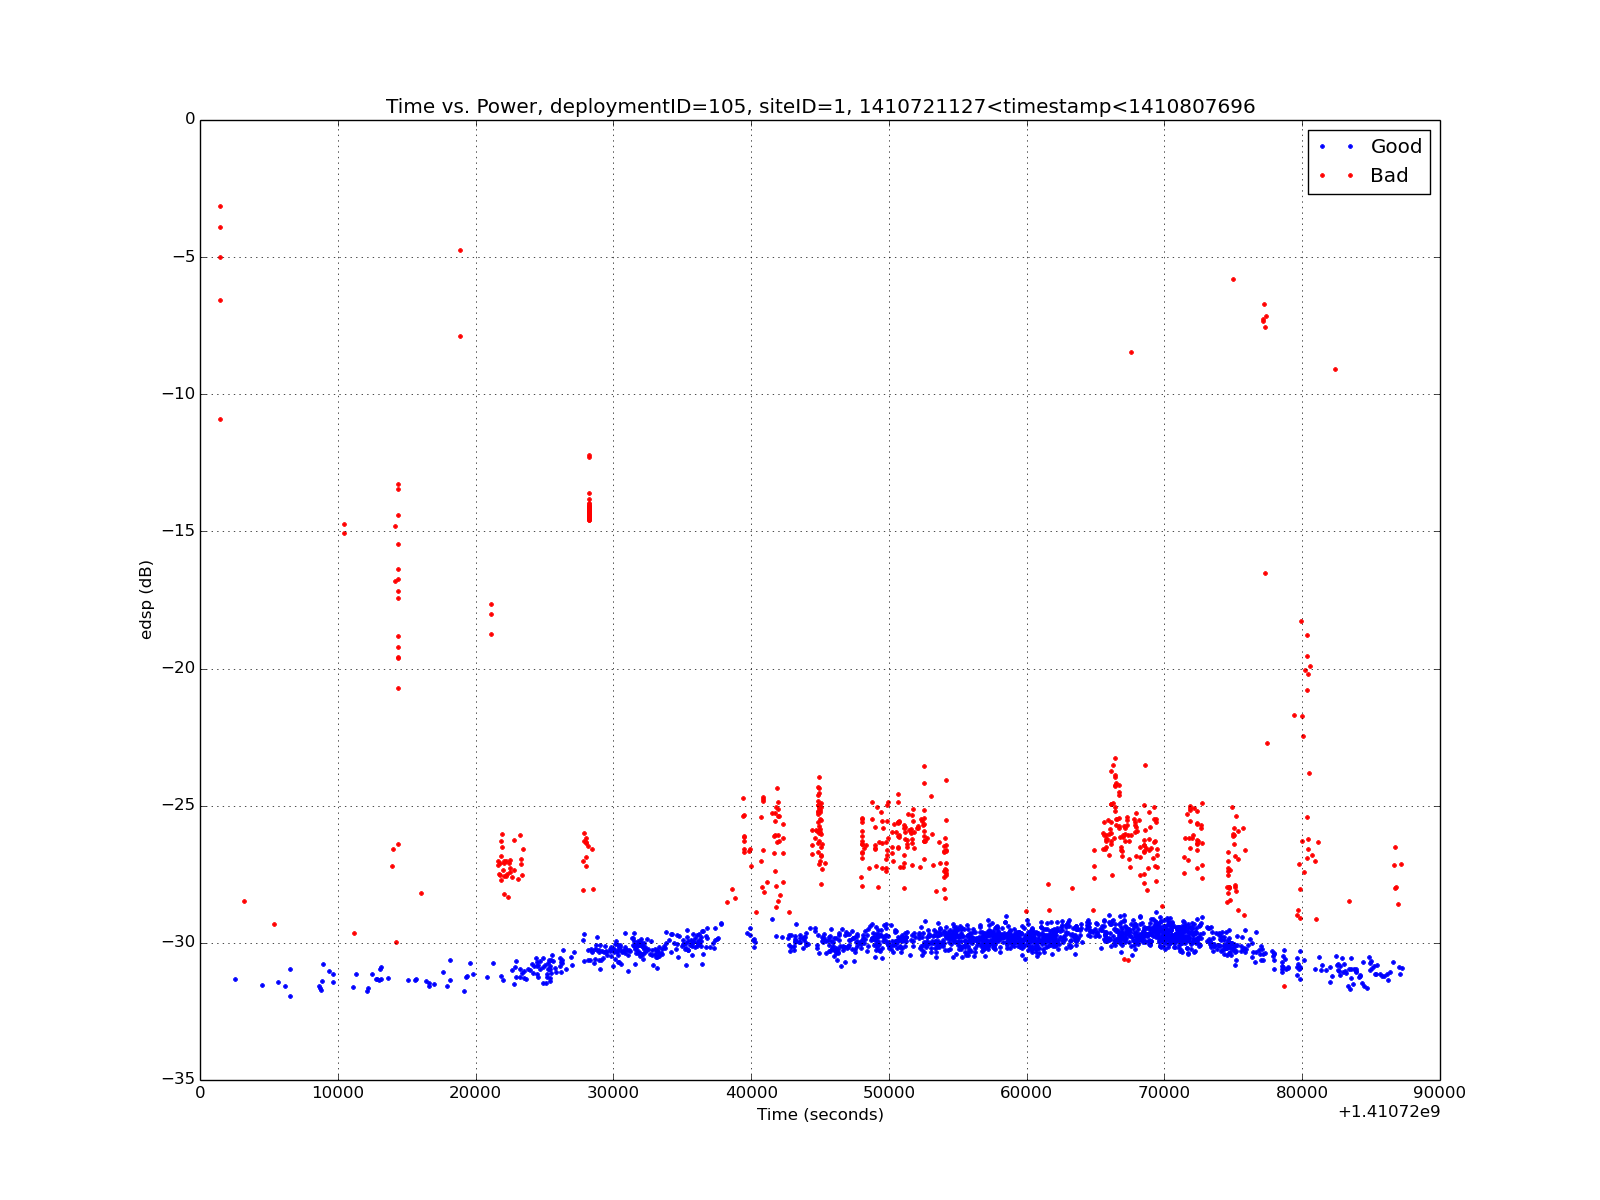 Time vs. Power, deploymentID=105, siteID=1, 1410721127<timestamp<1410807696
Good
Bad
0
−5
−10
−15
−20
−25
−30
−35
edsp (dB)
0 10000 20000 30000 40000 50000 60000 70000 80000 90000
Time (seconds)
+1.41072e9